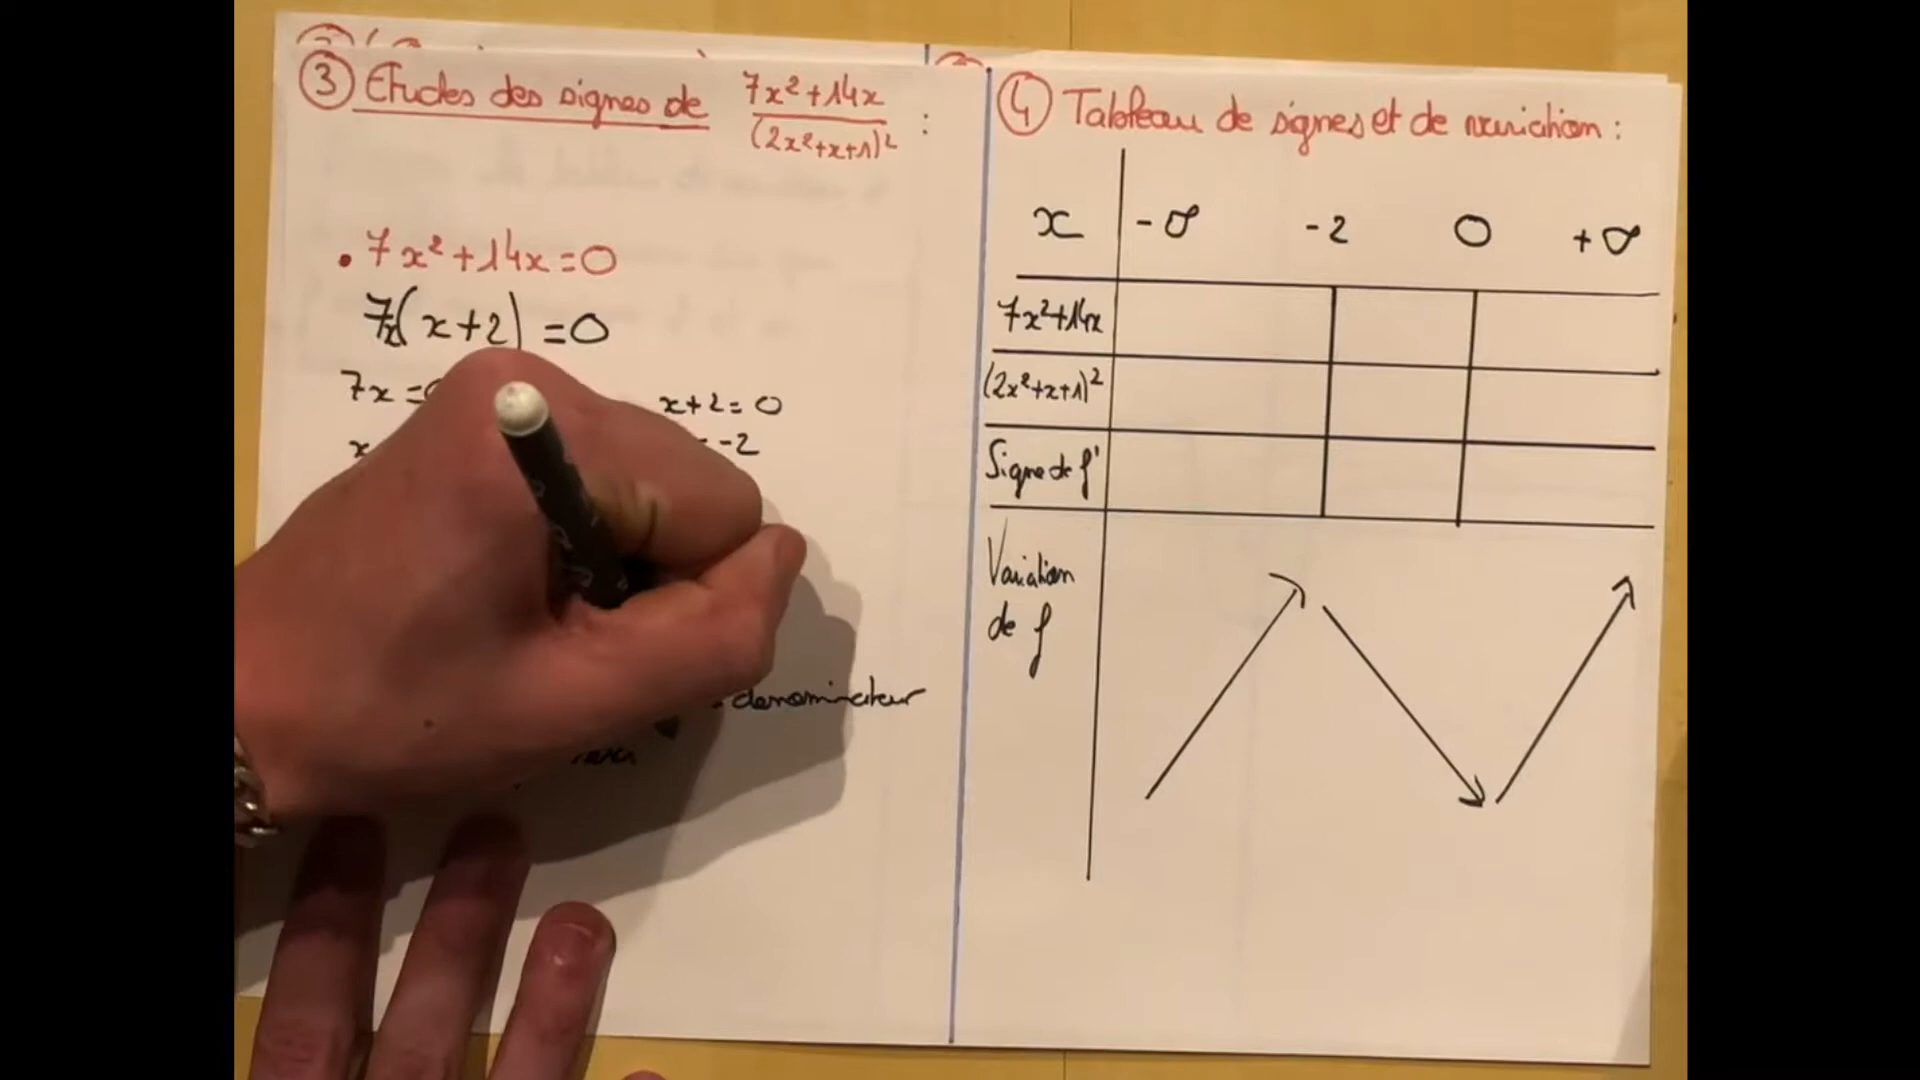 ③ Etudes des signes de 7x²+14x / (2x²+x+1)² :
• 7x²+14x=0
7x(x+2)=0
7x =
x+2=0
x
-2
denominateur
④ Tableau de signes et de variation :
x -∞ -2 0 +∞
7x²+14x
(2x²+x+1)²
Signe de f'
Variation
de f